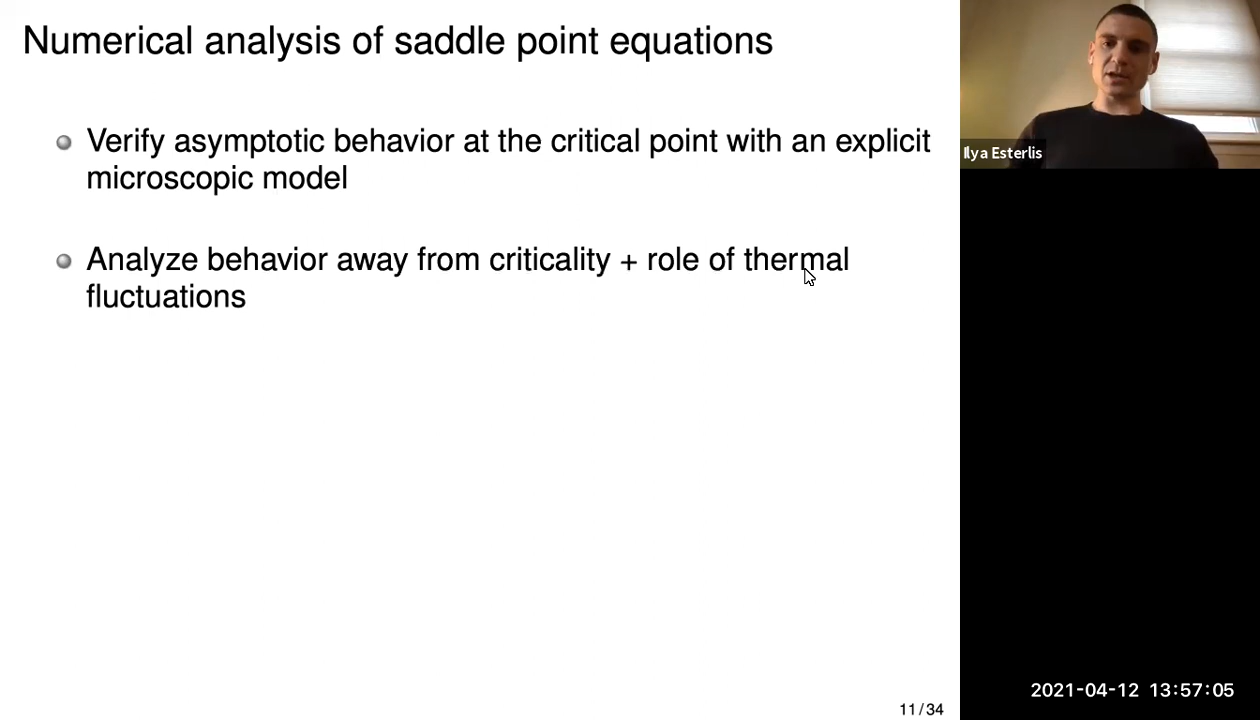 Numerical analysis of saddle point equations
Verify asymptotic behavior at the critical point with an explicit
microscopic model
Analyze behavior away from criticality + role of thermal
fluctuations
11/34
Ilya Esterlis
2021-04-12 13:57:05